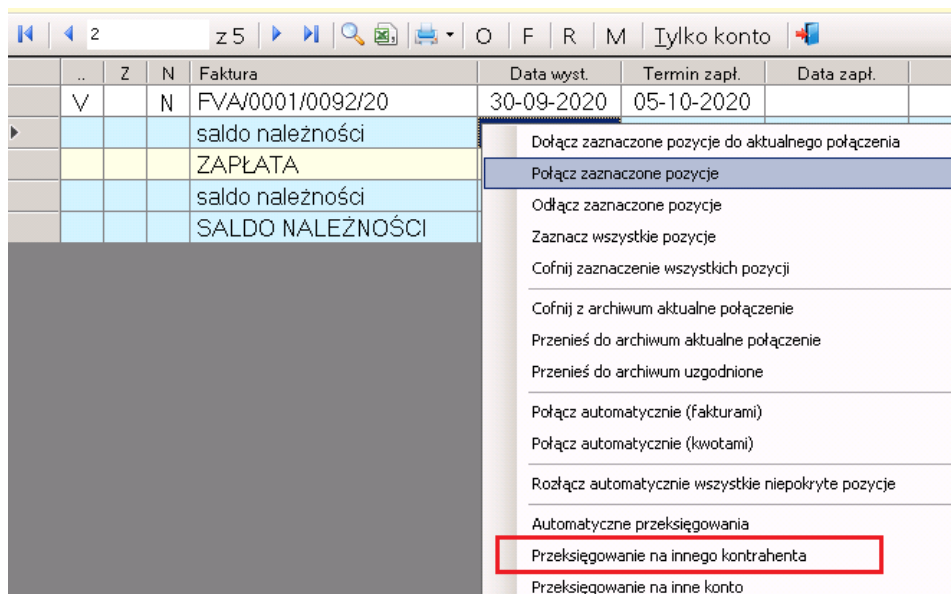 2 z 5 O F R M Tylko konto
.. Z N Faktura Data wyst. Termin zapł. Data zapł.
V N FVA/0001/0092/20 30-09-2020 05-10-2020
saldo należności
ZAPŁATA
saldo należności
SALDO NALEŻNOŚCI
Dołącz zaznaczone pozycje do aktualnego połączenia
Połącz zaznaczone pozycje
Odłącz zaznaczone pozycje
Zaznacz wszystkie pozycje
Cofnij zaznaczenie wszystkich pozycji
Cofnij z archiwum aktualne połączenie
Przenieś do archiwum aktualne połączenie
Przenieś do archiwum uzgodnione
Połącz automatycznie (fakturami)
Połącz automatycznie (kwotami)
Rozłącz automatycznie wszystkie niepokryte pozycje
Automatyczne przeksięgowania
Przeksięgowanie na innego kontrahenta
Przeksięgowanie na inne konto